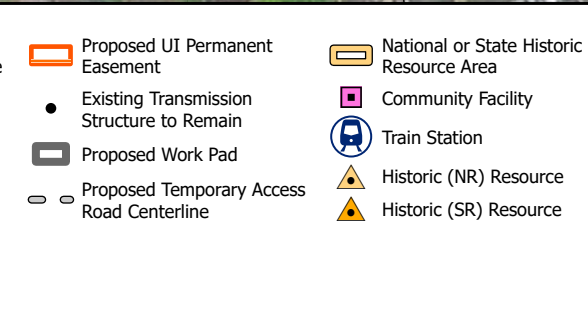 e
Proposed UI Permanent
Easement
Existing Transmission
Structure to Remain
Proposed Work Pad
Proposed Temporary Access
Road Centerline
National or State Historic
Resource Area
Community Facility
Train Station
Historic (NR) Resource
Historic (SR) Resource